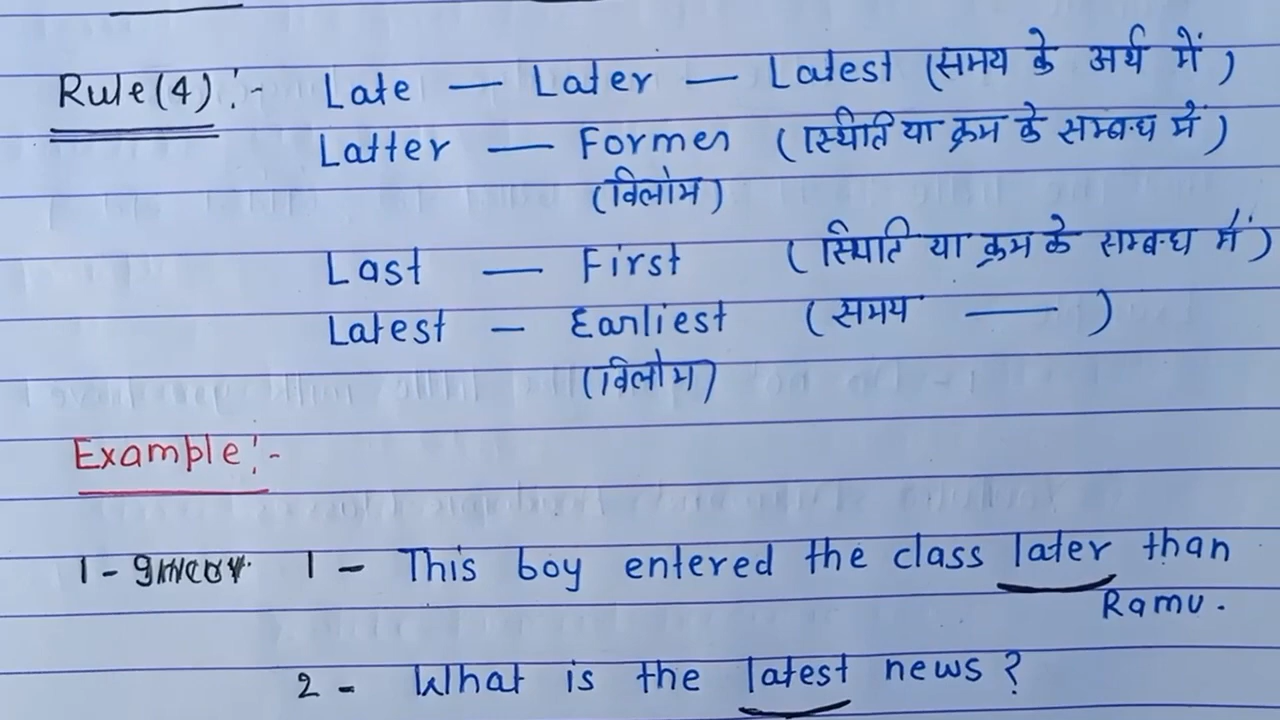 Rule(4):- Late — Later — Latest (समय के अर्थ में)
Latter — Former (स्थिति या क्रम के सम्बन्ध में)
(विलोम)
Last — First (स्थिति या क्रम के सम्बन्ध में)
Latest — Earliest (समय —)
(विलोम)
Example:-
1 - 1 — This boy entered the class later than
Ramu.
2 - What is the latest news?